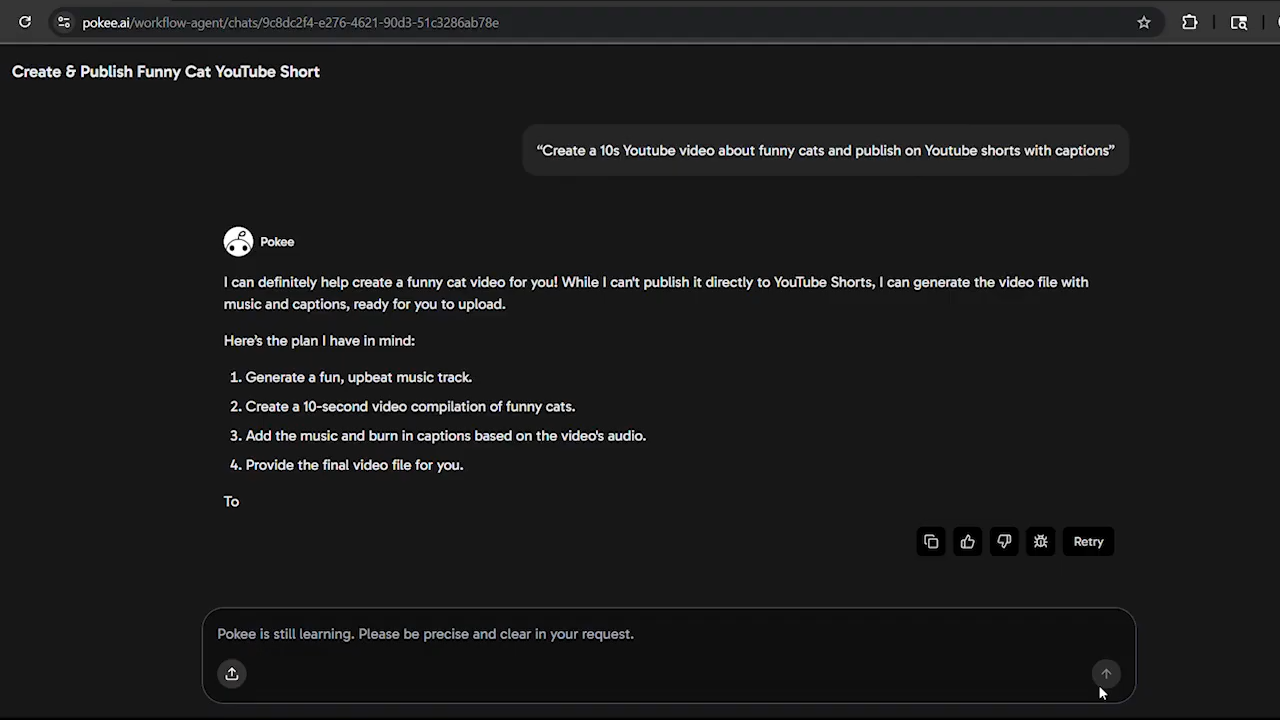 pokee.ai/workflow-agent/chats/9c8dc2f4-e276-4621-90d3-51c3286ab78e
Create & Publish Funny Cat YouTube Short
“Create a 10s Youtube video about funny cats and publish on Youtube shorts with captions”
Pokee
I can definitely help create a funny cat video for you! While I can't publish it directly to YouTube Shorts, I can generate the video file with
music and captions, ready for you to upload.
Here’s the plan I have in mind:
1. Generate a fun, upbeat music track.
2. Create a 10-second video compilation of funny cats.
3. Add the music and burn in captions based on the video's audio.
4. Provide the final video file for you.
To
Retry
Pokee is still learning. Please be precise and clear in your request.